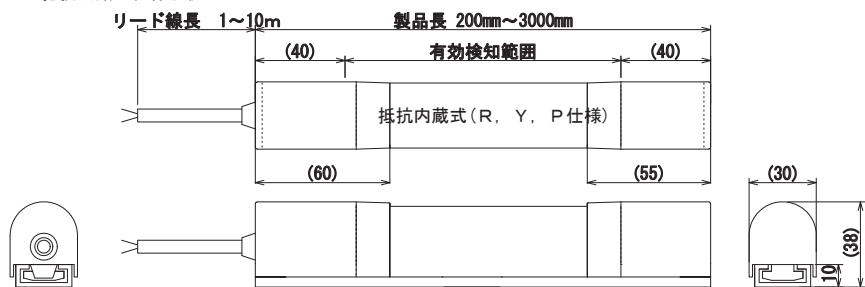 リード線長 1～10m
製品長 200mm～3000mm
(40)
有効検知範囲
(40)
抵抗内蔵式(R, Y, P仕様)
(60)
(55)
(30)
(38)
10